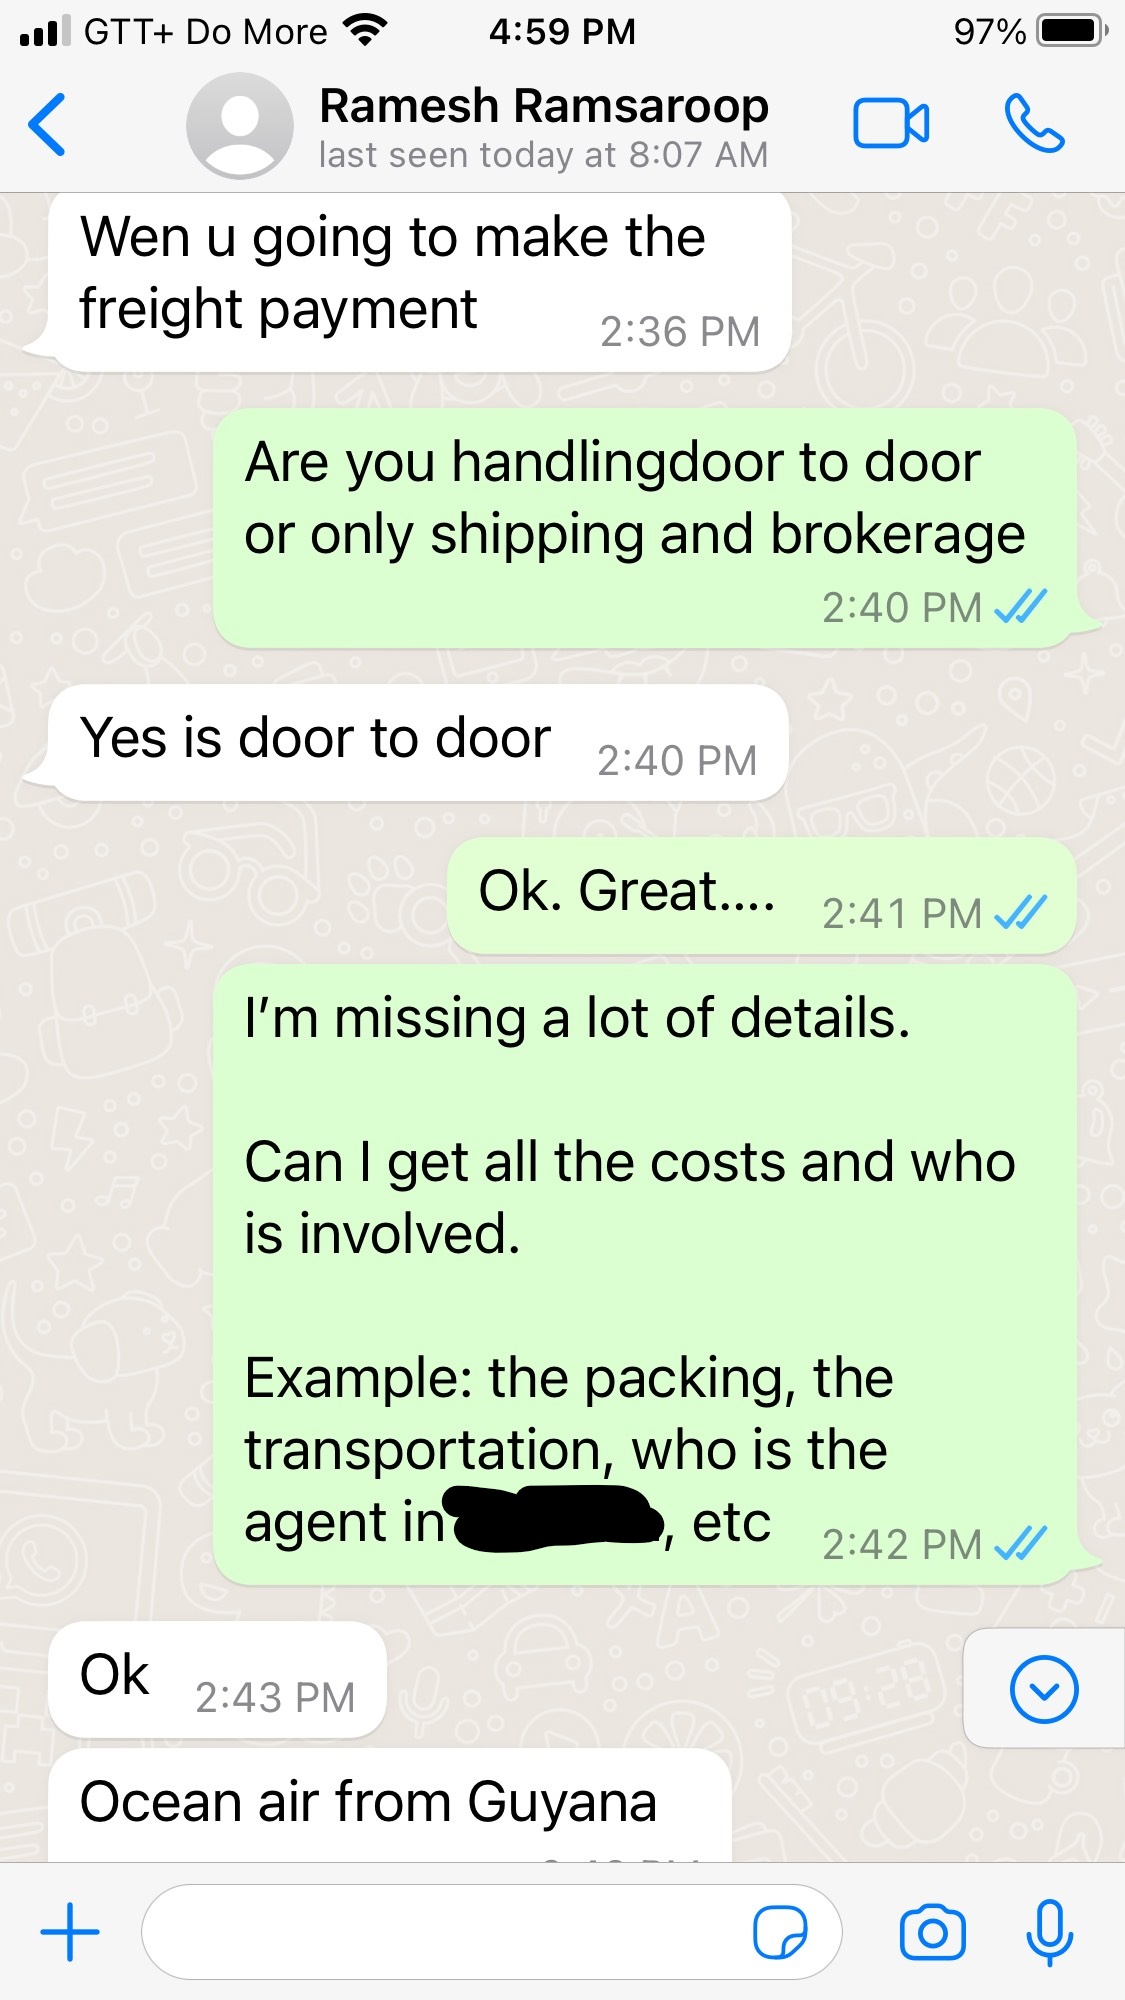 GTT+ Do More
4:59 PM
97%
Ramesh Ramsaroop
last seen today at 8:07 AM
Wen u going to make the
freight payment
2:36 PM
Are you handlingdoor to door
or only shipping and brokerage
2:40 PM
Yes is door to door
2:40 PM
Ok. Great....
2:41 PM
I'm missing a lot of details.
Can I get all the costs and who
is involved.
Example: the packing, the
transportation, who is the
agent in , etc
2:42 PM
Ok
2:43 PM
Ocean air from Guyana